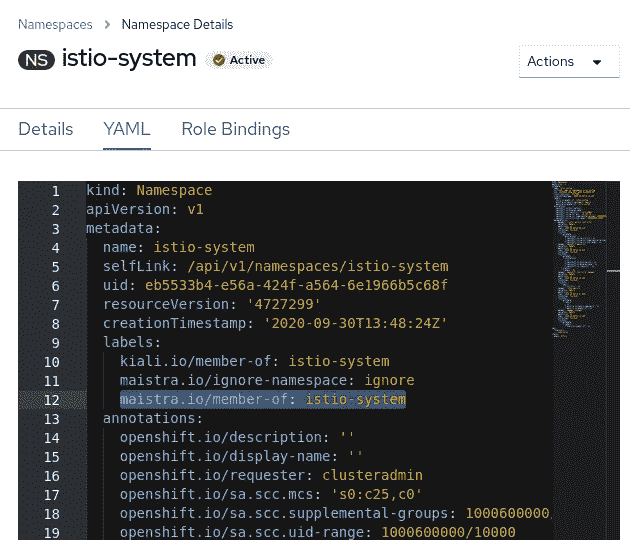 Namespaces > Namespace Details
NS istio-system Active
Actions
Details YAML Role Bindings
1 kind: Namespace
2 apiVersion: v1
3 metadata:
4 name: istio-system
5 selfLink: /api/v1/namespaces/istio-system
6 uid: eb5533b4-e56a-424f-a564-6e1966b5c68f
7 resourceVersion: '4727299'
8 creationTimestamp: '2020-09-30T13:48:24Z'
9 labels:
10 kiali.io/member-of: istio-system
11 maistra.io/ignore-namespace: ignore
12 maistra.io/member-of: istio-system
13 annotations:
14 openshift.io/description: ''
15 openshift.io/display-name: ''
16 openshift.io/requester: clusteradmin
17 openshift.io/sa.scc.mcs: 's0:c25,c0'
18 openshift.io/sa.scc.supplemental-groups: 1000600000/
19 openshift.io/sa.scc.uid-range: 1000600000/10000